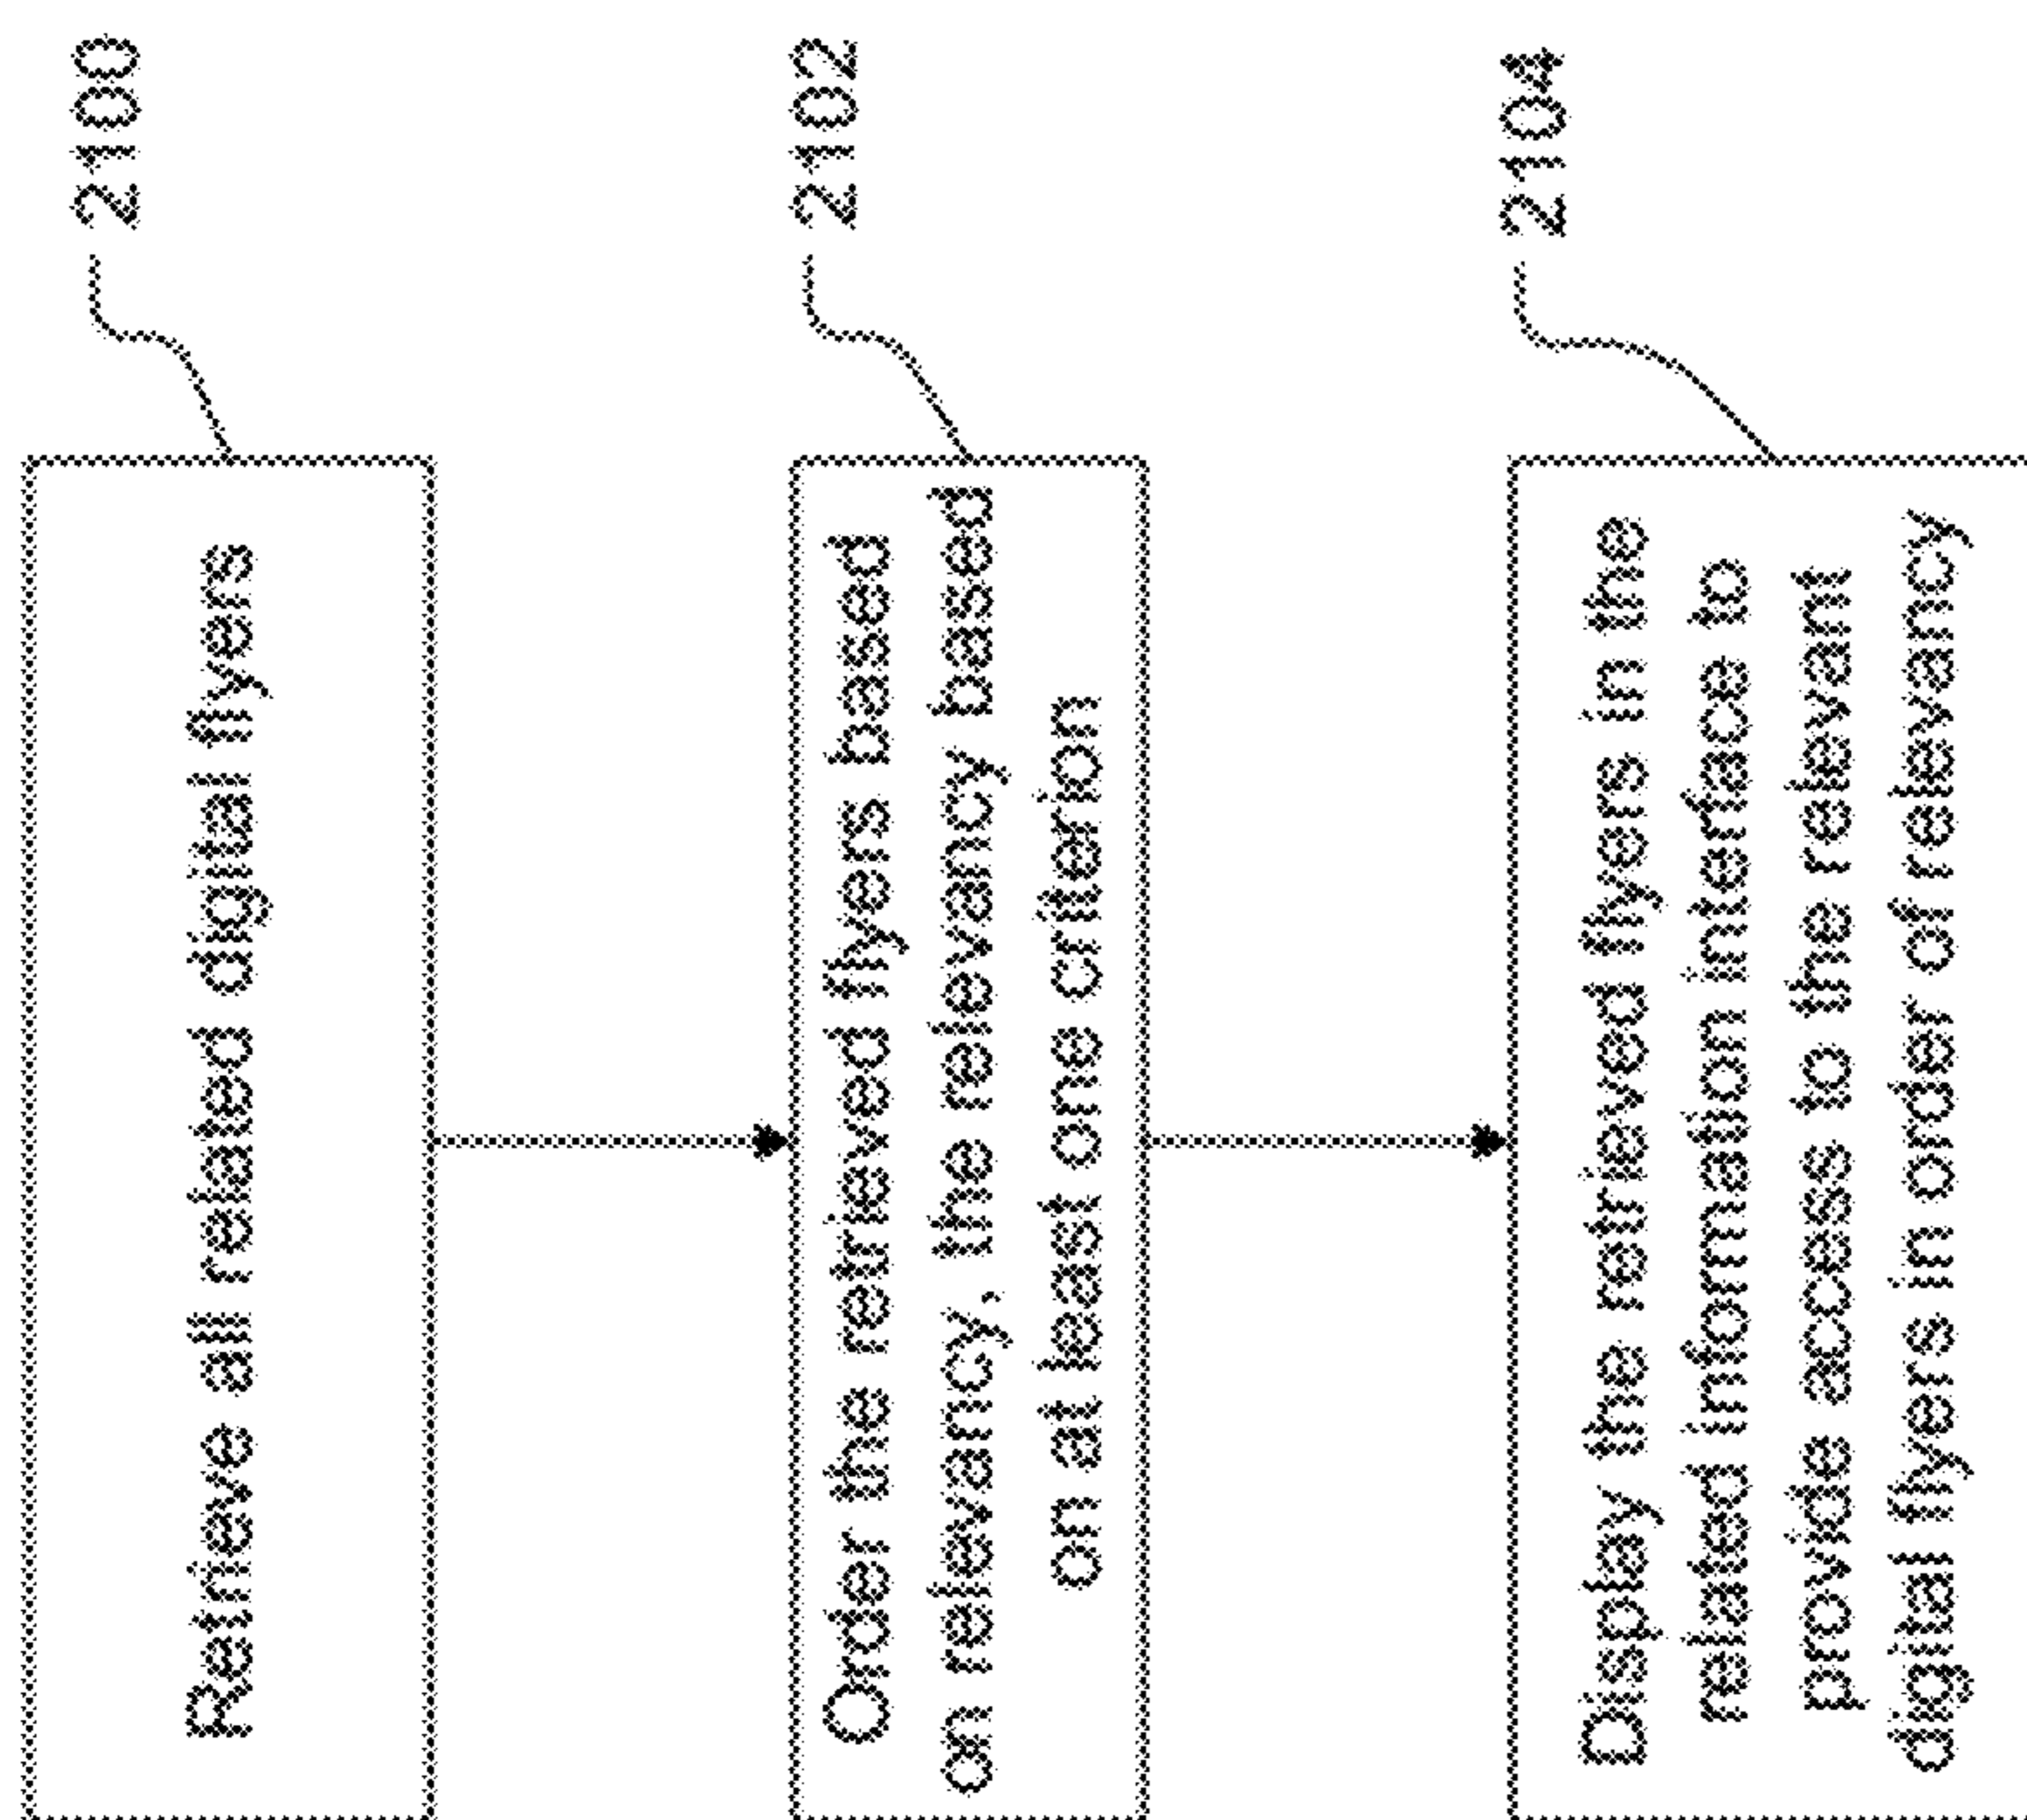 Retrieve all related digital flyers
2100
Order the retrieved flyers based
on relevancy, the relevancy based
on at least one criterion
2102
Display the retrieved flyers in the
related information interface to
provide access to the relevant
digital flyers in order of relevancy
2104